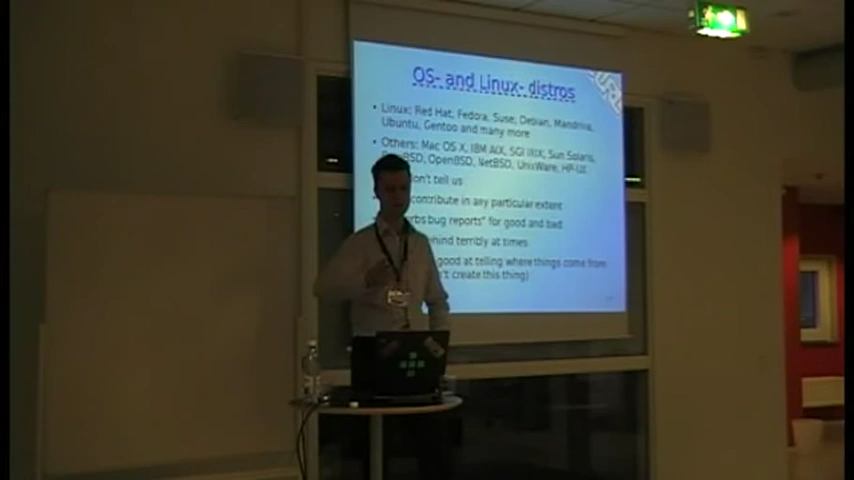 OS- and Linux- distros
• Linux: Red Hat, Fedora, Suse, Debian, Mandriva,
Ubuntu, Gentoo and many more
• Others: Mac OS X, IBM AIX, SGI IRIX, Sun Solaris,
BSD, OpenBSD, NetBSD, UnixWare, HP-UX
don't tell us
contribute in any particular extent
bug reports" for good and bad
behind terribly at times
good at telling where things come from
create this thing)